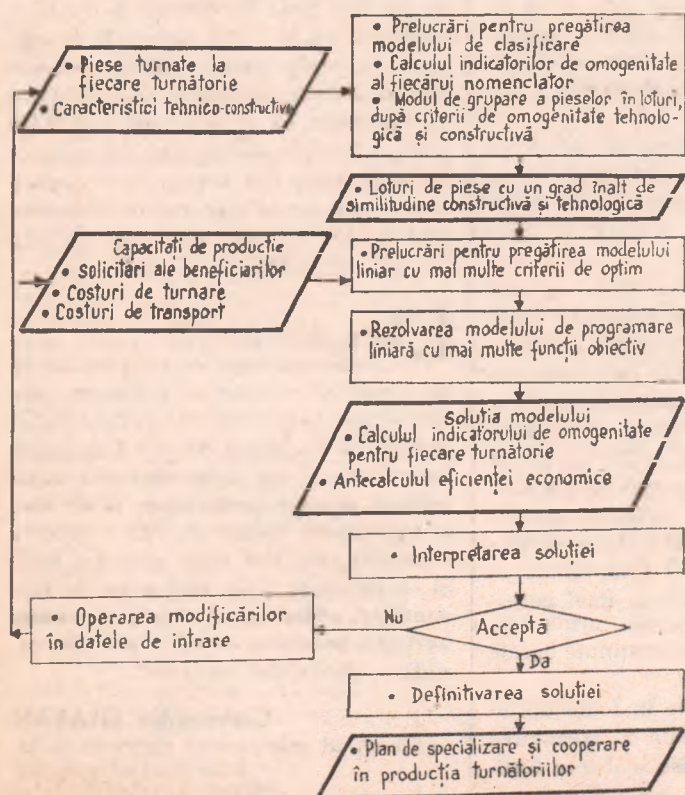 • Piese turnate la
fiecare turnătorie
• Caracteristici tehnico-constructive
• Prelucrări pentru pregătirea
modelului de clasificare
• Calculul indicatorilor de omogenitate
al fiecărui nomenclator
• Modul de grupare a pieselor în loturi,
după criterii de omogenitate tehnolo-
gică și constructivă
• Loturi de piese cu un grad înalt de
similitudine constructivă și tehnologică
Capacități de producție
• Solicitări ale beneficiarilor
• Costuri de turnare
• Costuri de transport
• Prelucrări pentru pregătirea modelului
liniar cu mai multe criterii de optim
• Rezolvarea modelului de programare
liniară cu mai multe funcții obiectiv
Soluția modelului
• Calculul indicatorului de omogenitate
pentru fiecare turnătorie
• Antecalculul eficienței economice
• Interpretarea soluției
• Operarea modificărilor
în datele de intrare
Nu
Acceptă
Da
• Definitivarea soluției
• Plan de specializare și cooperare
în producția turnătoriilor